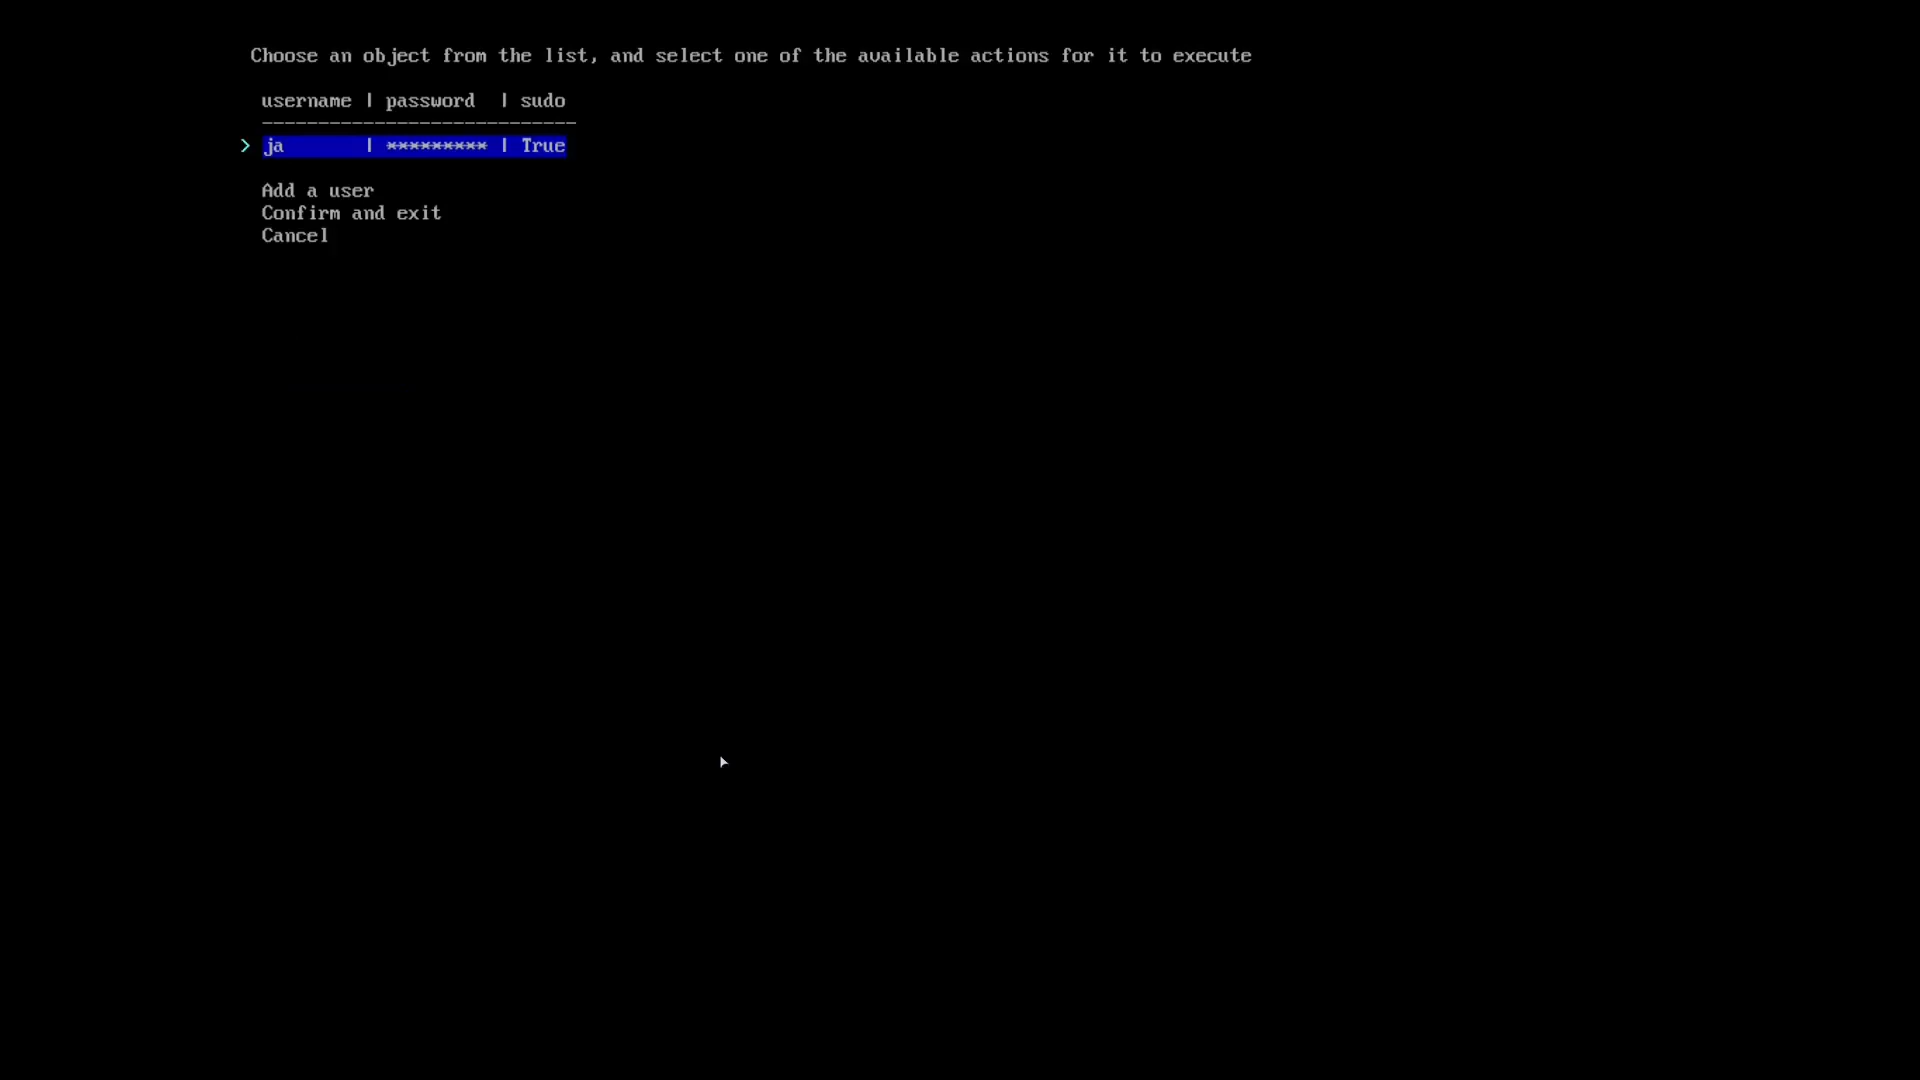 Choose an object from the list, and select one of the available actions for it to execute
username | password | sudo
----------------------------
> ja | ********* | True
Add a user
Confirm and exit
Cancel